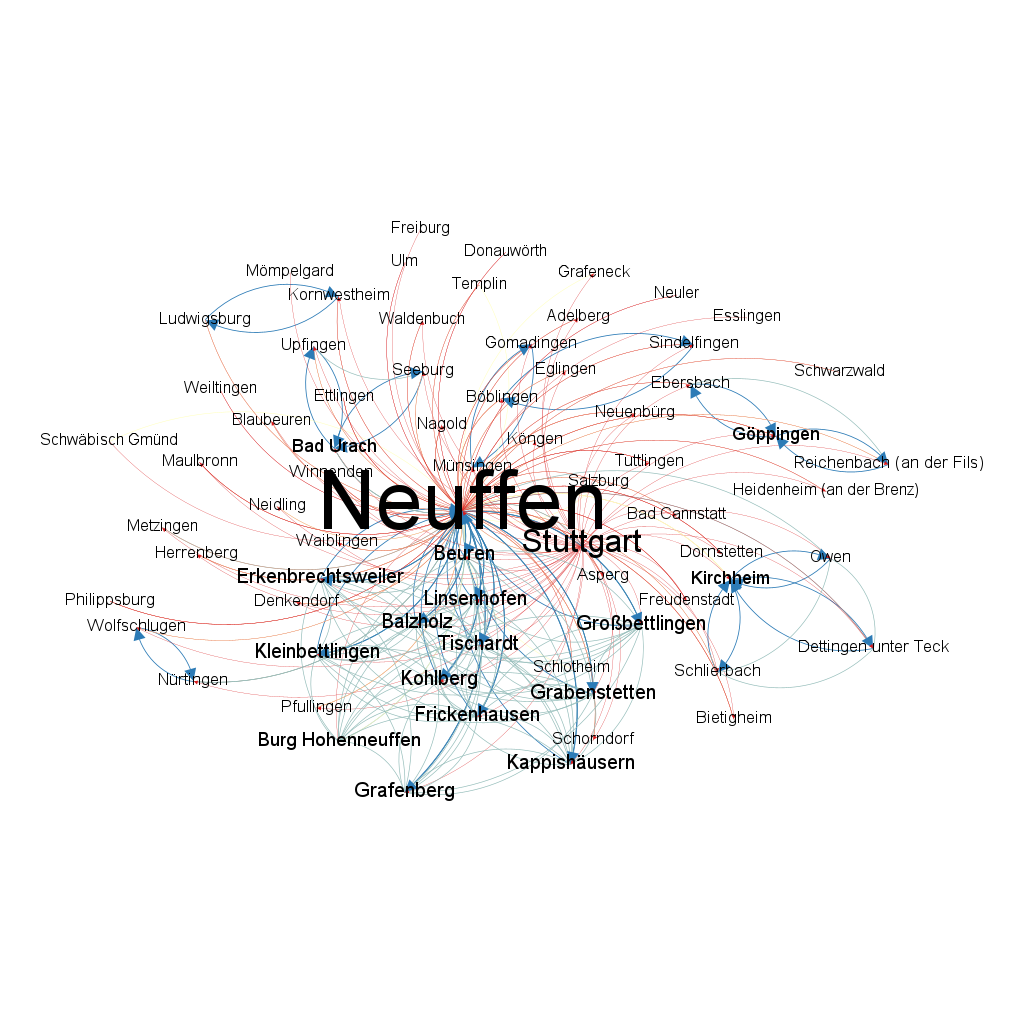 Freiburg
Donauwörth
Ulm
Mömpelgard
Grafeneck
Templin
Kornwestheim
Neuler
Ludwigsburg
Waldenbuch
Adelberg
Esslingen
Upfingen
Gomadingen
Sindelfingen
Seeburg
Eglingen
Schwarzwald
Ebersbach
Weiltingen
Ettlingen
Böblingen
Neuenbürg
Blaubeuren
Nagold
Göppingen
Schwäbisch Gmünd
Bad Urach
Köngen
Maulbronn
Münsingen
Tuttlingen
Reichenbach (an der Fils)
Winnenden
Salzburg
Heidenheim (an der Brenz)
Neuffen
Neidling
Bad Cannstatt
Metzingen
Waiblingen
Stuttgart
Herrenberg
Beuren
Dornstetten
Owen
Erkenbrechtsweiler
Asperg
Kirchheim
Philippsburg
Denkendorf
Linsenhofen
Freudenstadt
Wolfschlugen
Balzholz
Großbettlingen
Kleinbettlingen
Tischardt
Dettingen unter Teck
Nürtingen
Kohlberg
Schlotheim
Schlierbach
Grabenstetten
Pfullingen
Frickenhausen
Bietigheim
Burg Hohenneuffen
Schorndorf
Kappishäusern
Grafenberg